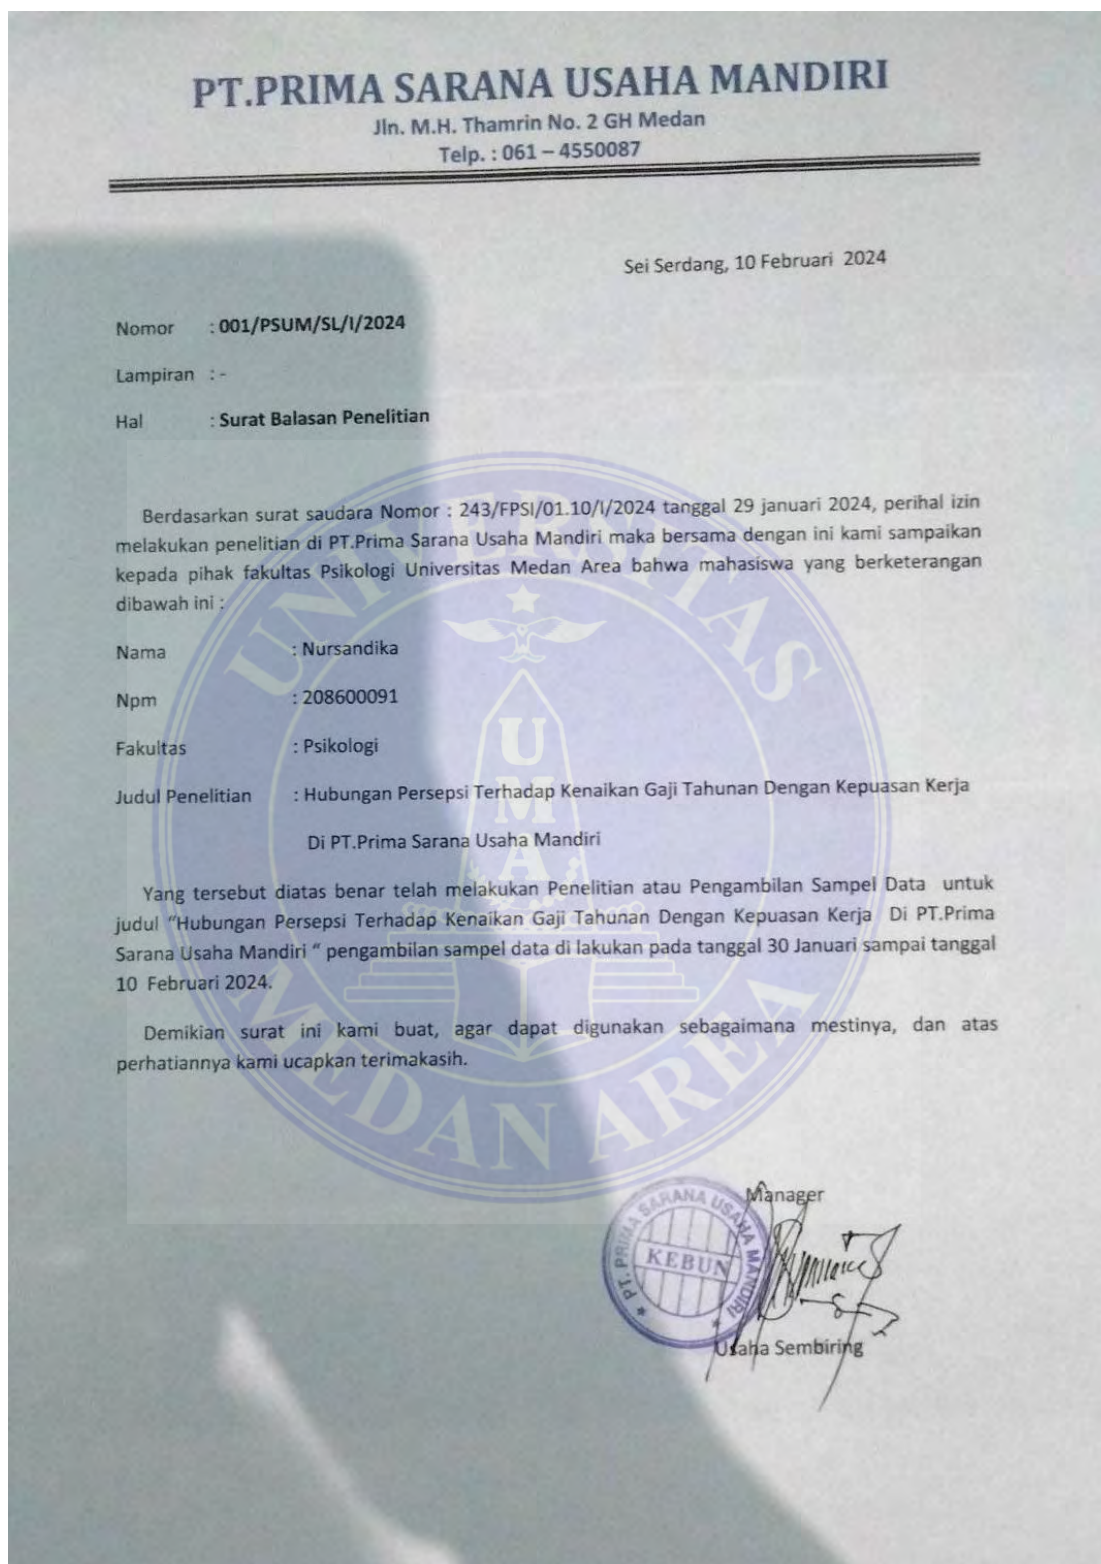 PT.PRIMA SARANA USAHA MANDIRI
Jln. M.H. Thamrin No. 2 GH Medan
Telp. : 061 – 4550087
Sei Serdang, 10 Februari 2024
Nomor : 001/PSUM/SL/I/2024
Lampiran : -
Hal : Surat Balasan Penelitian
Berdasarkan surat saudara Nomor : 243/FPSI/01.10/I/2024 tanggal 29 januari 2024, perihal izin
melakukan penelitian di PT.Prima Sarana Usaha Mandiri maka bersama dengan ini kami sampaikan
kepada pihak fakultas Psikologi Universitas Medan Area bahwa mahasiswa yang berketerangan
dibawah ini :
Nama : Nursandika
Npm : 208600091
Fakultas : Psikologi
Judul Penelitian : Hubungan Persepsi Terhadap Kenaikan Gaji Tahunan Dengan Kepuasan Kerja
Di PT.Prima Sarana Usaha Mandiri
Yang tersebut diatas benar telah melakukan Penelitian atau Pengambilan Sampel Data untuk
judul “Hubungan Persepsi Terhadap Kenaikan Gaji Tahunan Dengan Kepuasan Kerja Di PT.Prima
Sarana Usaha Mandiri “ pengambilan sampel data di lakukan pada tanggal 30 Januari sampai tanggal
10 Februari 2024.
Demikian surat ini kami buat, agar dapat digunakan sebagaimana mestinya, dan atas
perhatiannya kami ucapkan terimakasih.
UNIVERSITAS
UMA
MEDAN AREA
Manager
PT. PRIMA SARANA USAHA MANDIRI
KEBUN
Usaha Sembiring